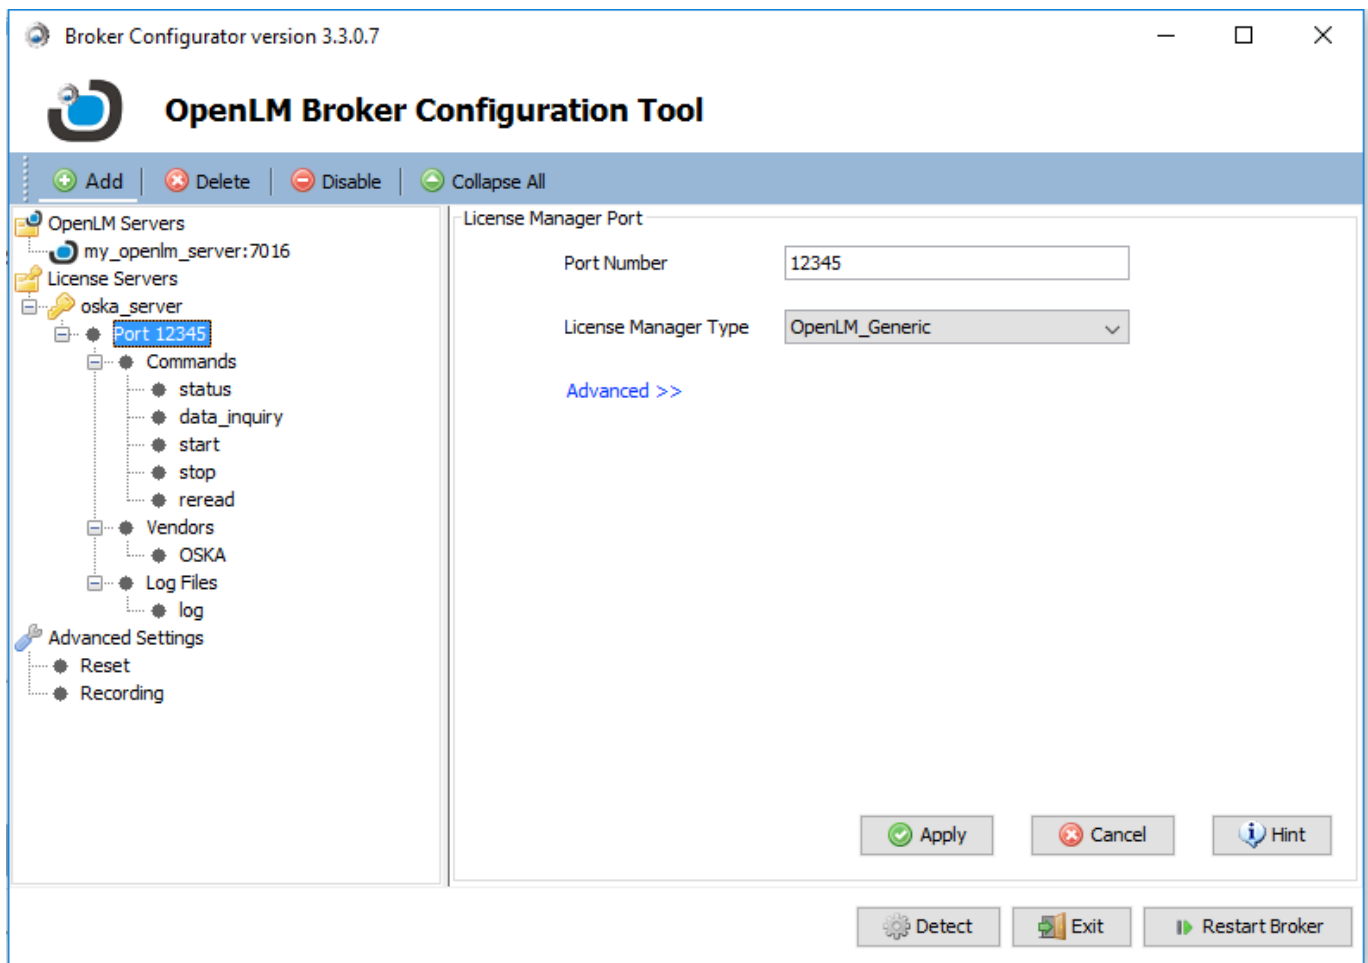 Broker Configurator version 3.3.0.7
OpenLM Broker Configuration Tool
Add Delete Disable Collapse All
OpenLM Servers
my_openlm_server:7016
License Servers
oska_server
Port 12345
Commands
status
data_inquiry
start
stop
reread
Vendors
OSKA
Log Files
log
Advanced Settings
Reset
Recording
License Manager Port
Port Number 12345
License Manager Type OpenLM_Generic
Advanced >>
Apply Cancel Hint
Detect Exit Restart Broker